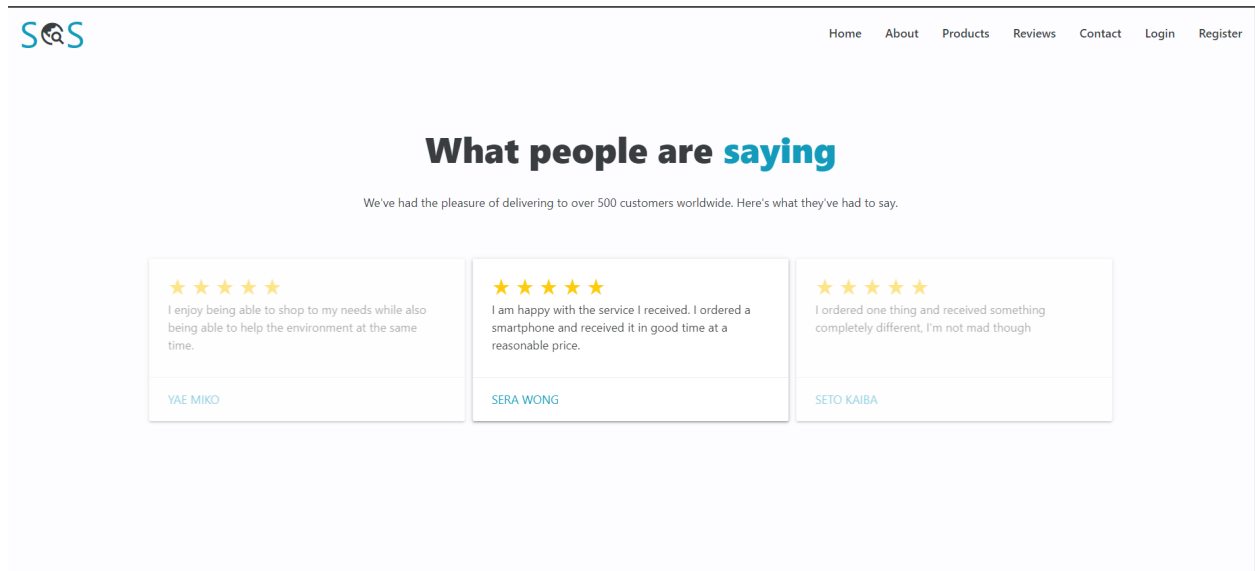 SOS
Home About Products Reviews Contact Login Register
What people are saying
We've had the pleasure of delivering to over 500 customers worldwide. Here's what they've had to say.
I enjoy being able to shop to my needs while also
being able to help the environment at the same
time.
YAE MIKO
I am happy with the service I received. I ordered a
smartphone and received it in good time at a
reasonable price.
SERA WONG
I ordered one thing and received something
completely different, I'm not mad though
SETO KAIBA